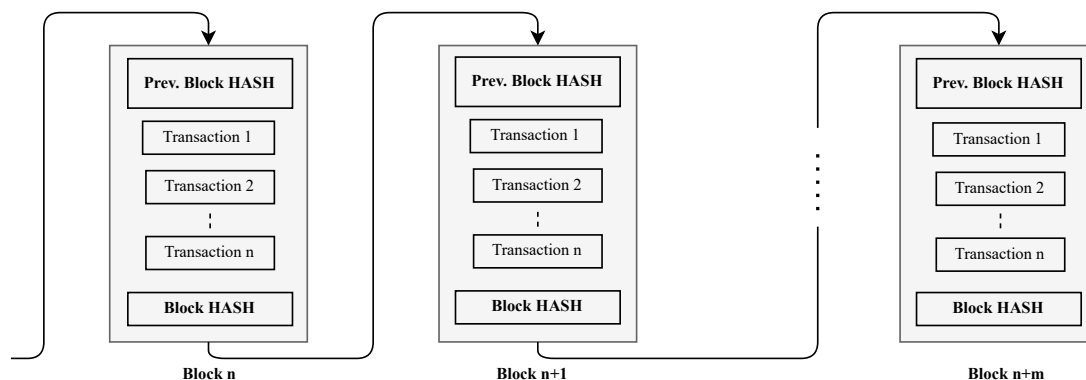 Prev. Block HASH
Transaction 1
Transaction 2
Transaction n
Block HASH
Block n
Prev. Block HASH
Transaction 1
Transaction 2
Transaction n
Block HASH
Block n+1
Prev. Block HASH
Transaction 1
Transaction 2
Transaction n
Block HASH
Block n+m